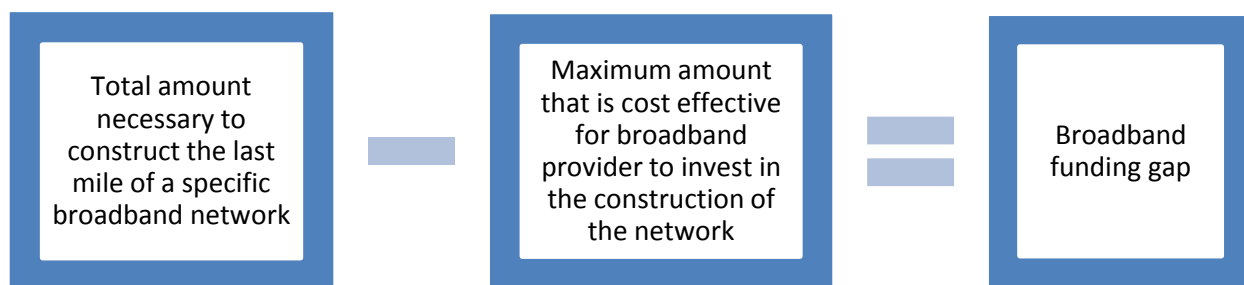 Total amount
necessary to
construct the last
mile of a specific
broadband network
Maximum amount
that is cost effective
for broadband
provider to invest in
the construction of
the network
Broadband
funding gap